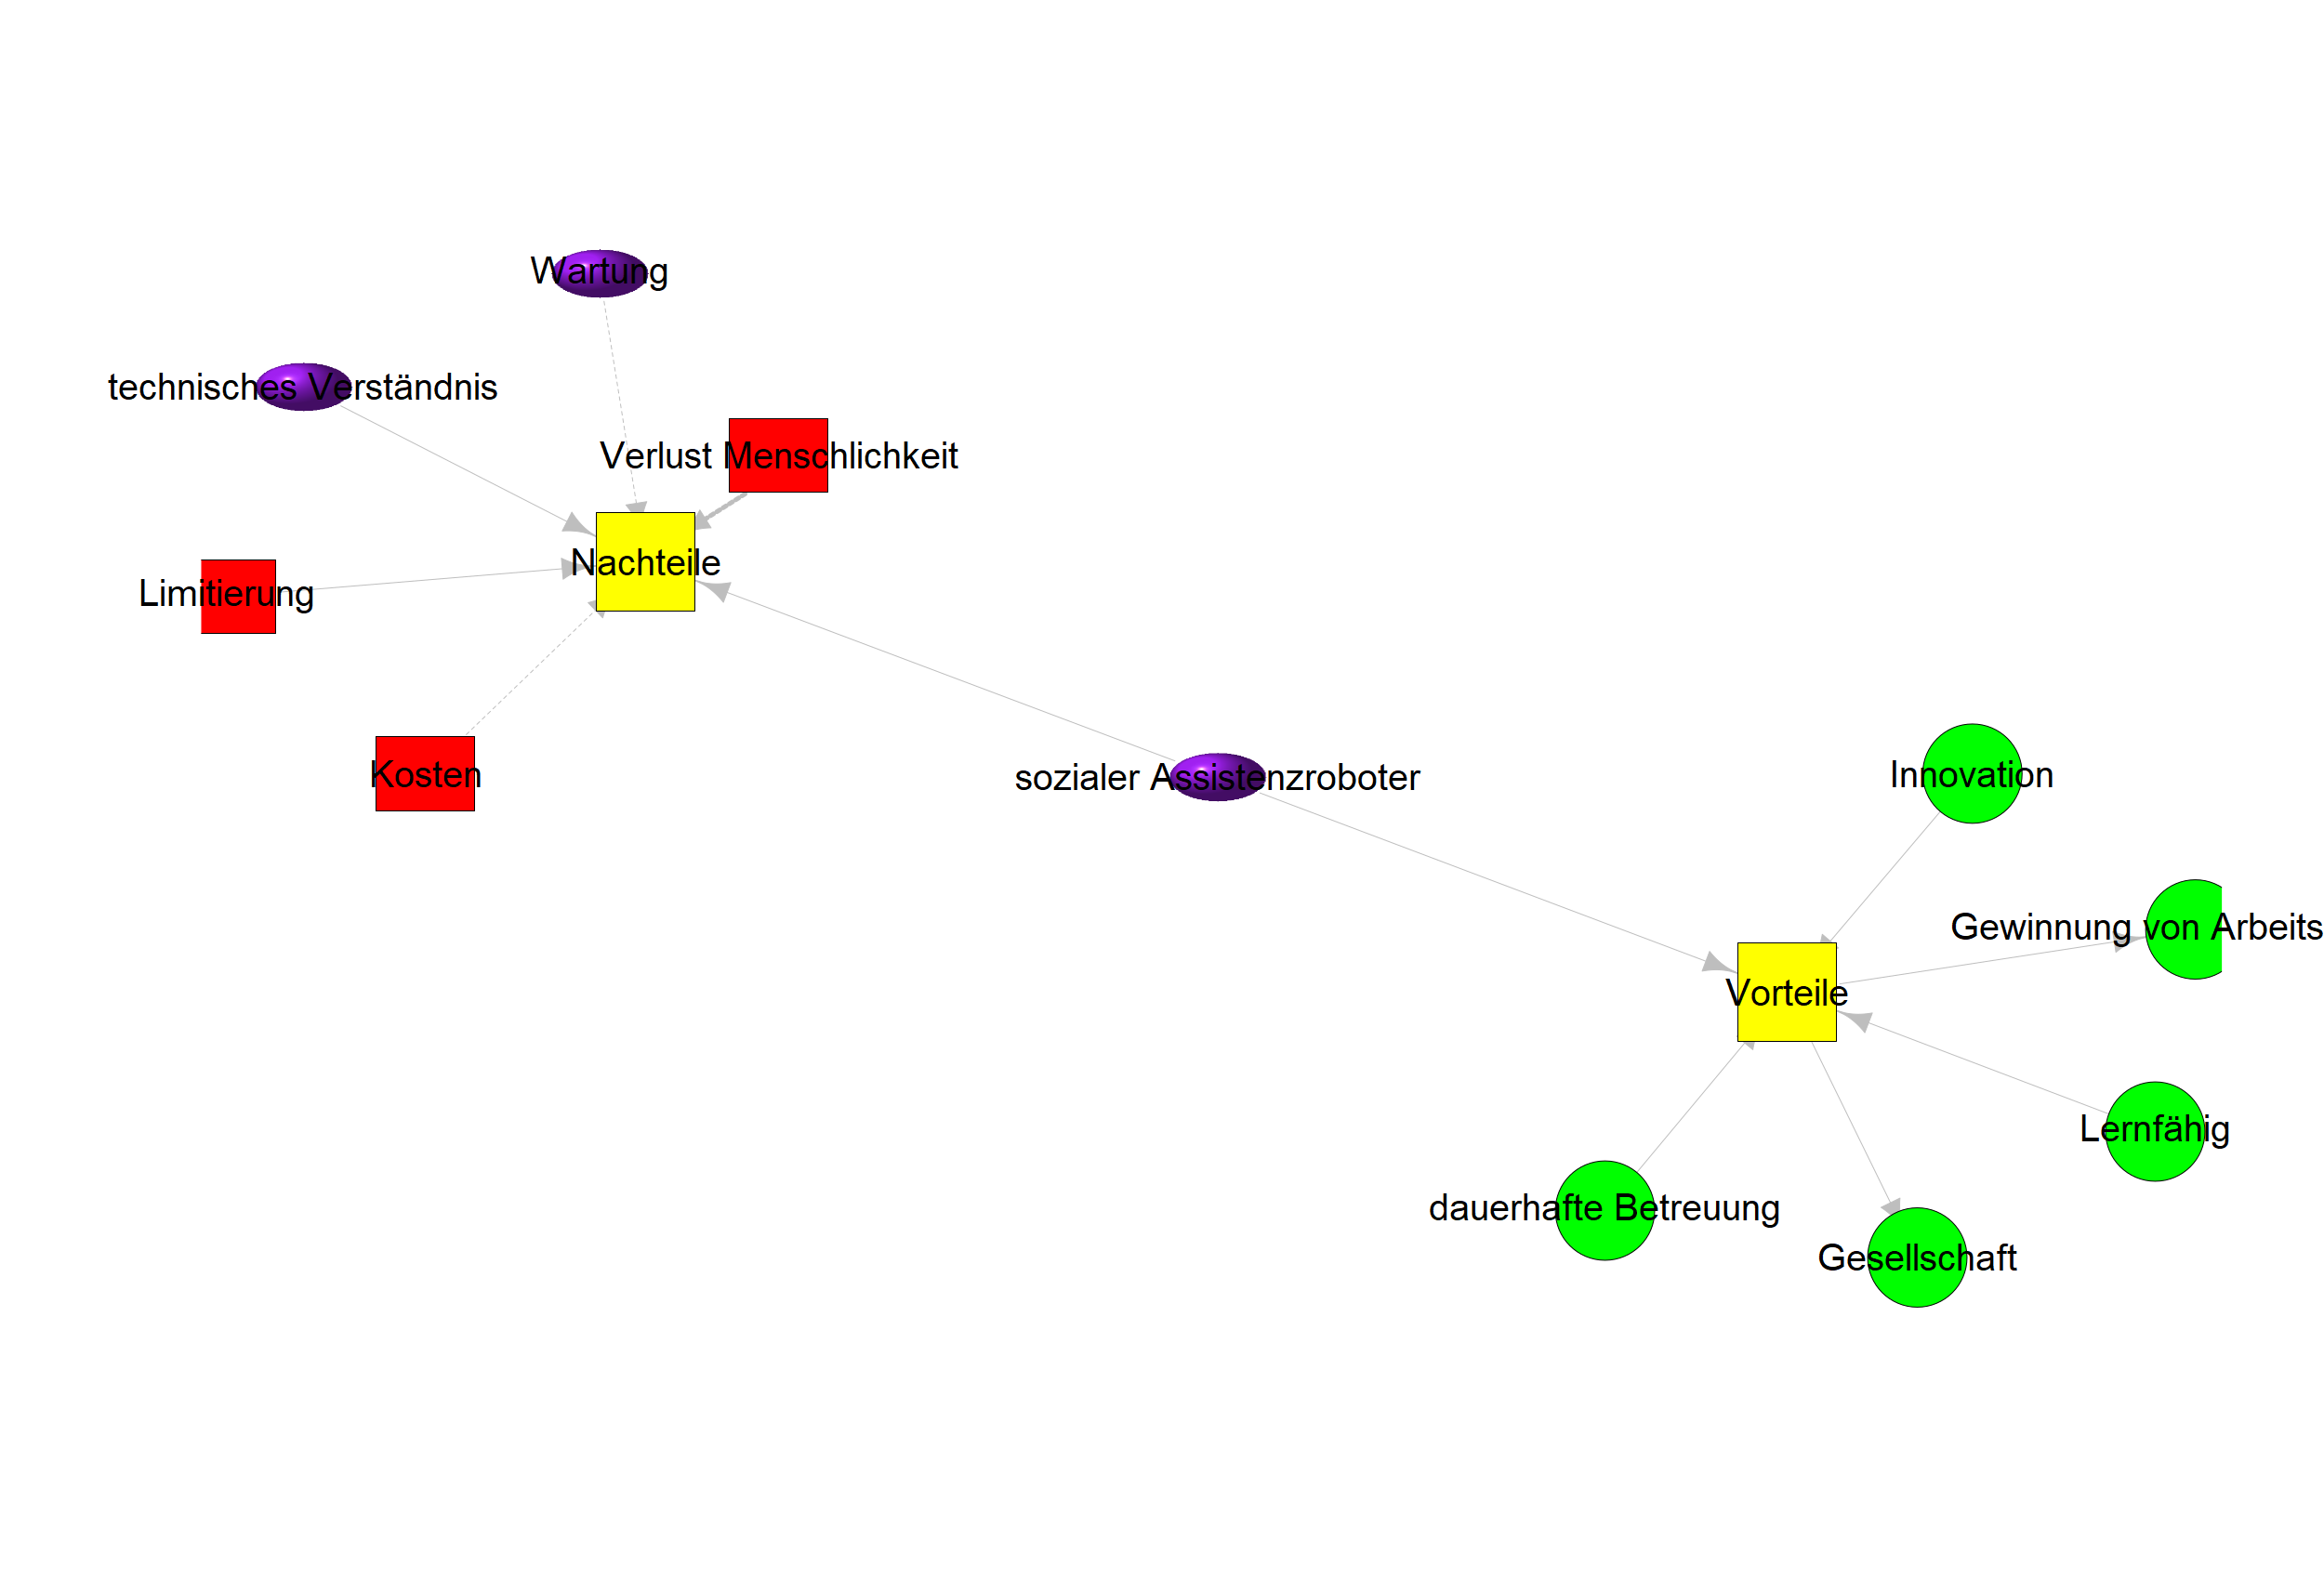 Wartung
technisches Verständnis
Verlust Menschlichkeit
Nachteile
Limitierung
Kosten
sozialer Assistenzroboter
Innovation
Gewinnung von Arbeits
Vorteile
Lernfähig
dauerhafte Betreuung
Gesellschaft